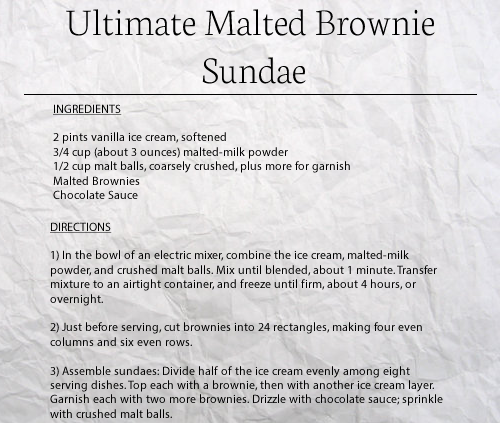 Ultimate Malted Brownie
Sundae
INGREDIENTS
2 pints vanilla ice cream, softened
3/4 cup (about 3 ounces) malted-milk powder
1/2 cup malt balls, coarsely crushed, plus more for garnish
Malted Brownies
Chocolate Sauce
DIRECTIONS
1) In the bowl of an electric mixer, combine the ice cream, malted-milk
powder, and crushed malt balls. Mix until blended, about 1 minute. Transfer
mixture to an airtight container, and freeze until firm, about 4 hours, or
overnight.
2) Just before serving, cut brownies into 24 rectangles, making four even
columns and six even rows.
3) Assemble sundaes: Divide half of the ice cream evenly among eight
serving dishes. Top each with a brownie, then with another ice cream layer.
Garnish each with two more brownies. Drizzle with chocolate sauce; sprinkle
with crushed malt balls.